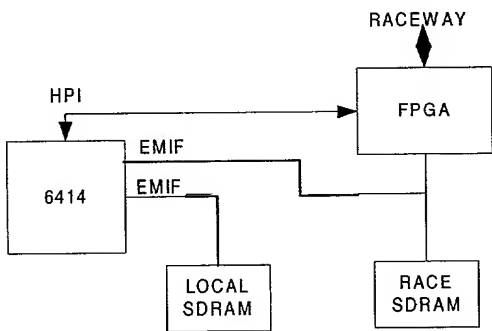 RACEWAY
HPI
FPGA
EMIF
6414
EMIF
LOCAL
SDRAM
RACE
SDRAM